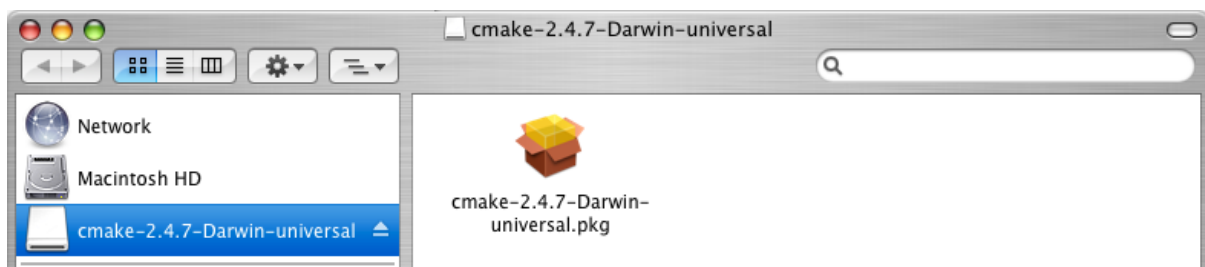 cmake-2.4.7-Darwin-universal
Network
Macintosh HD
cmake-2.4.7-Darwin-universal
cmake-2.4.7-Darwin-
universal.pkg